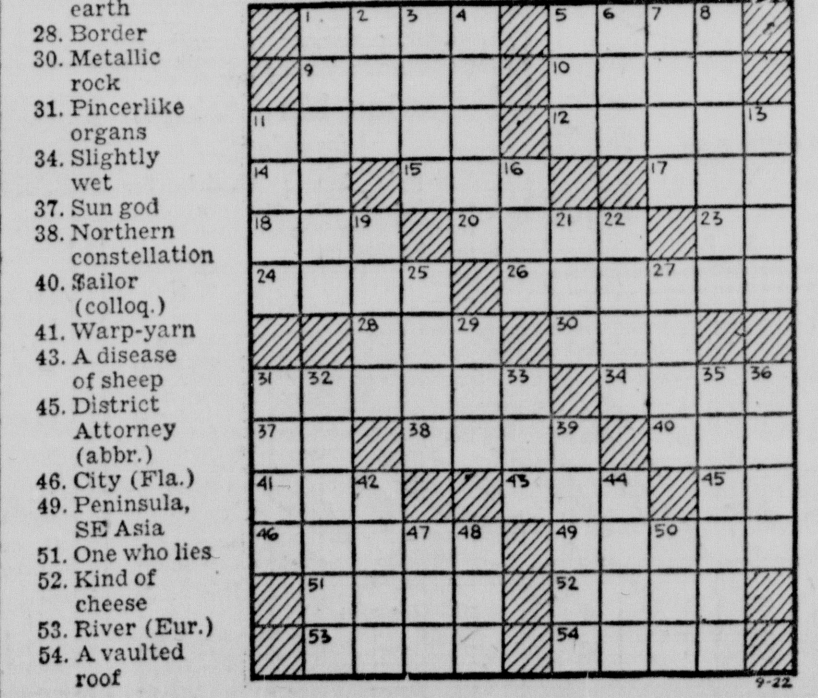 earth
28. Border
30. Metallic
rock
31. Pincerlike
organs
34. Slightly
wet
37. Sun god
38. Northern
constellation
40. Sailor
(colloq.)
41. Warp-yarn
43. A disease
of sheep
45. District
Attorney
(abbr.)
46. City (Fla.)
49. Peninsula,
SE Asia
51. One who lies
52. Kind of
cheese
53. River (Eur.)
54. A vaulted
roof
1 2 3 4 5 6 7 8
9 10
11 12 13
14 15 16 17
18 19 20 21 22 23
24 25 26 27
28 29 30
31 32 33 34 35 36
37 38 39 40
41 42 43 44 45
46 47 48 49 50
51 52
53 54
9-22